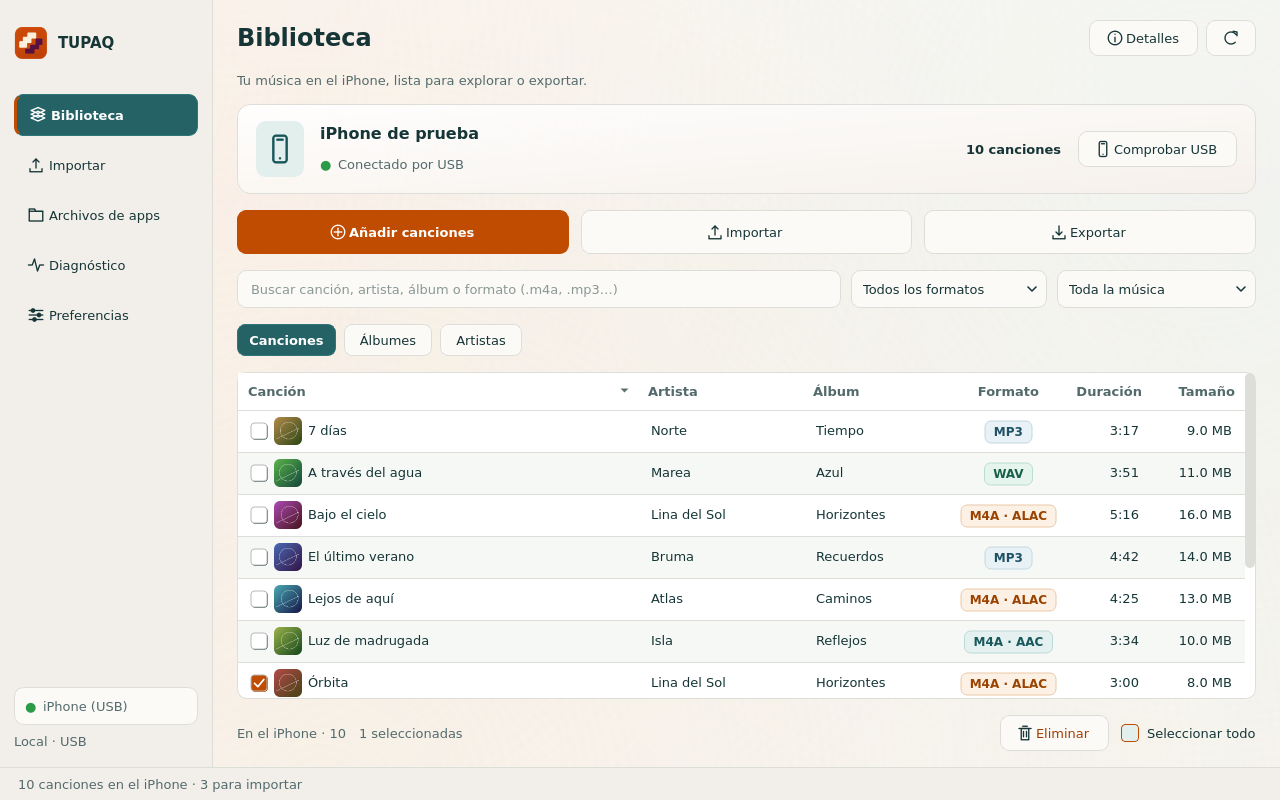 TUPAQ
Biblioteca
Importar
Archivos de apps
Diagnóstico
Preferencias
iPhone (USB)
Local · USB
Biblioteca
Detalles
Tu música en el iPhone, lista para explorar o exportar.
iPhone de prueba
Conectado por USB
10 canciones
Comprobar USB
Añadir canciones
Importar
Exportar
Buscar canción, artista, álbum o formato (.m4a, .mp3...)
Todos los formatos
Toda la música
Canciones
Álbumes
Artistas
Canción Artista Álbum Formato Duración Tamaño
7 días Norte Tiempo MP3 3:17 9.0 MB
A través del agua Marea Azul WAV 3:51 11.0 MB
Bajo el cielo Lina del Sol Horizontes M4A · ALAC 5:16 16.0 MB
El último verano Bruma Recuerdos MP3 4:42 14.0 MB
Lejos de aquí Atlas Caminos M4A · ALAC 4:25 13.0 MB
Luz de madrugada Isla Reflejos M4A · AAC 3:34 10.0 MB
Órbita Lina del Sol Horizontes M4A · ALAC 3:00 8.0 MB
En el iPhone · 10 1 seleccionadas
Eliminar
Seleccionar todo
10 canciones en el iPhone · 3 para importar